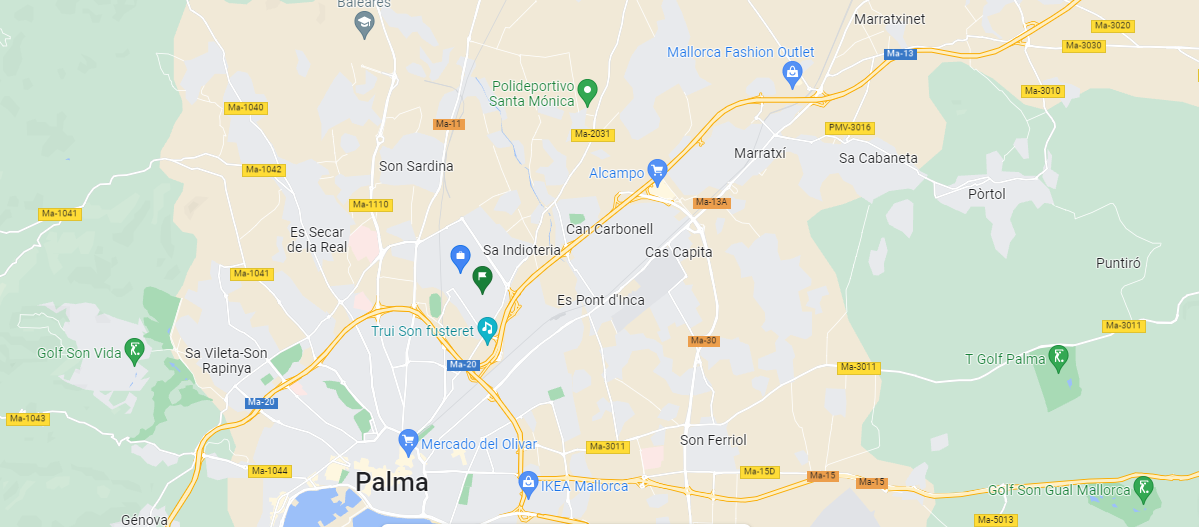 Baleares
Marratxinet
Ma-3020
Ma-3030
Mallorca Fashion Outlet
Ma-13
Polideportivo
Santa Mónica
Ma-3010
Ma-1040
Ma-11
Ma-2031
PMV-3016
Marratxí
Sa Cabaneta
Son Sardina
Ma-1042
Alcampo
Pòrtol
Ma-1110
Ma-13A
Ma-1041
Es Secar
de la Real
Can Carbonell
Sa Indioteria
Cas Capita
Puntiró
Ma-1041
Es Pont d'Inca
Trui Son fusteret
Ma-3011
Ma-30
Golf Son Vida
Sa Vileta-Son
Rapinya
T Golf Palma
Ma-20
Ma-3011
Ma-20
Ma-1043
Mercado del Olivar
Son Ferriol
Ma-3011
Ma-1044
Ma-15D
Ma-15
Ma-15
Palma
IKEA Mallorca
Golf Son Gual Mallorca
Génova
Ma-5013